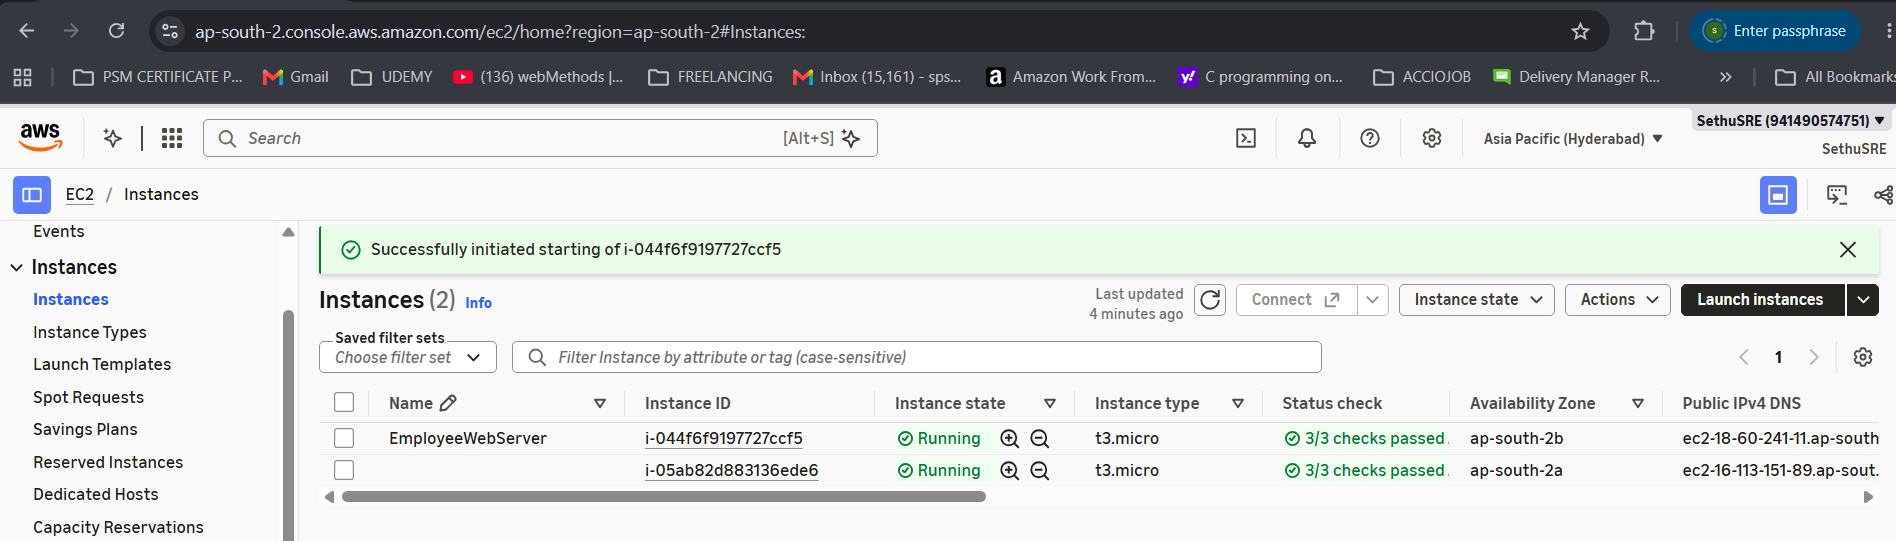 ap-south-2.console.aws.amazon.com/ec2/home?region=ap-south-2#Instances:
S
Enter passphrase
PSM CERTIFICATE P...
Gmail
UDEMY
(136) webMethods |...
FREELANCING
Inbox (15,161) - sps...
Amazon Work From...
C programming on...
ACCIOJOB
Delivery Manager R...
»
All Bookmarks
aws
Search
[Alt+S]
Asia Pacific (Hyderabad)
SethuSRE (941490574751)
SethuSRE
EC2 / Instances
Events
Instances
Instances
Instance Types
Launch Templates
Spot Requests
Savings Plans
Reserved Instances
Dedicated Hosts
Capacity Reservations
Successfully initiated starting of i-044f6f9197727ccf5
Instances (2) Info
Last updated
4 minutes ago
Connect
Instance state
Actions
Launch instances
Saved filter sets
Choose filter set
Filter Instance by attribute or tag (case-sensitive)
1
Name Instance ID Instance state Instance type Status check Availability Zone Public IPv4 DNS
EmployeeWebServer i-044f6f9197727ccf5 Running t3.micro 3/3 checks passed ap-south-2b ec2-18-60-241-11.ap-south
i-05ab82d883136ede6 Running t3.micro 3/3 checks passed ap-south-2a ec2-16-113-151-89.ap-sout.